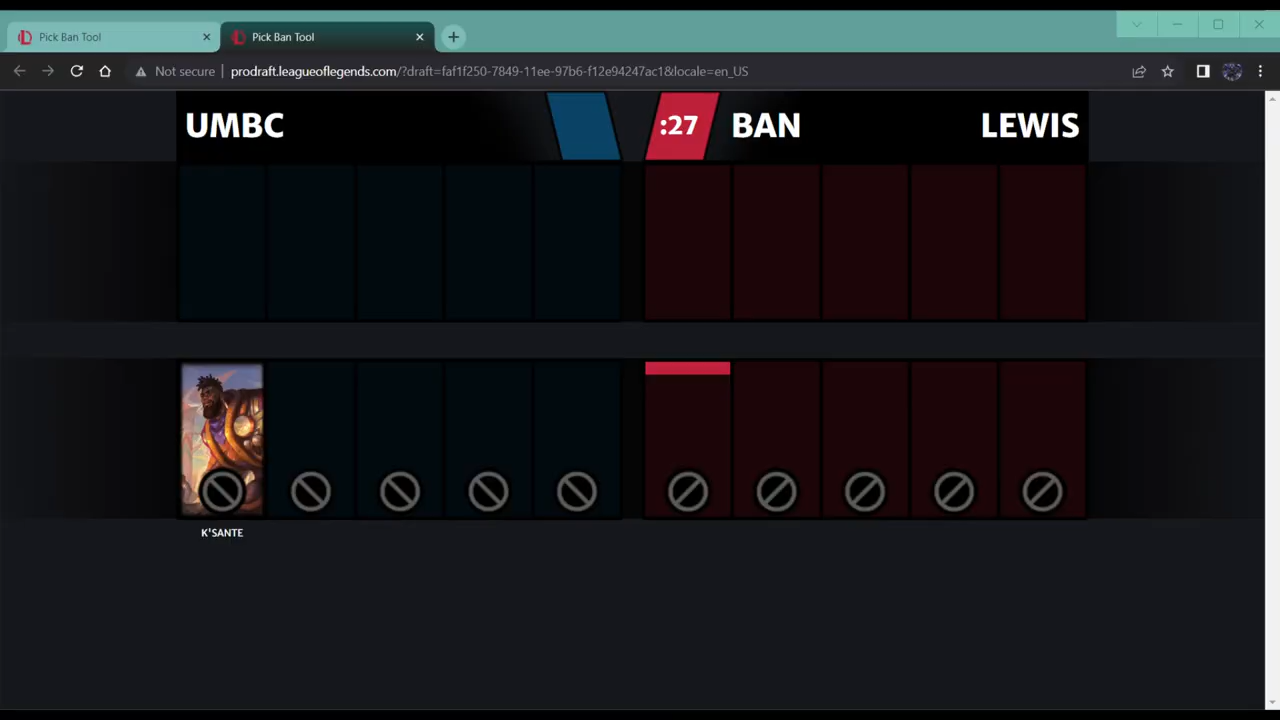 Pick Ban Tool
Pick Ban Tool
Not secure
prodraft.leagueoflegends.com/?draft=faf1f250-7849-11ee-97b6-f12e94247ac1&locale=en_US
UMBC
:27
BAN
LEWIS
K'SANTE